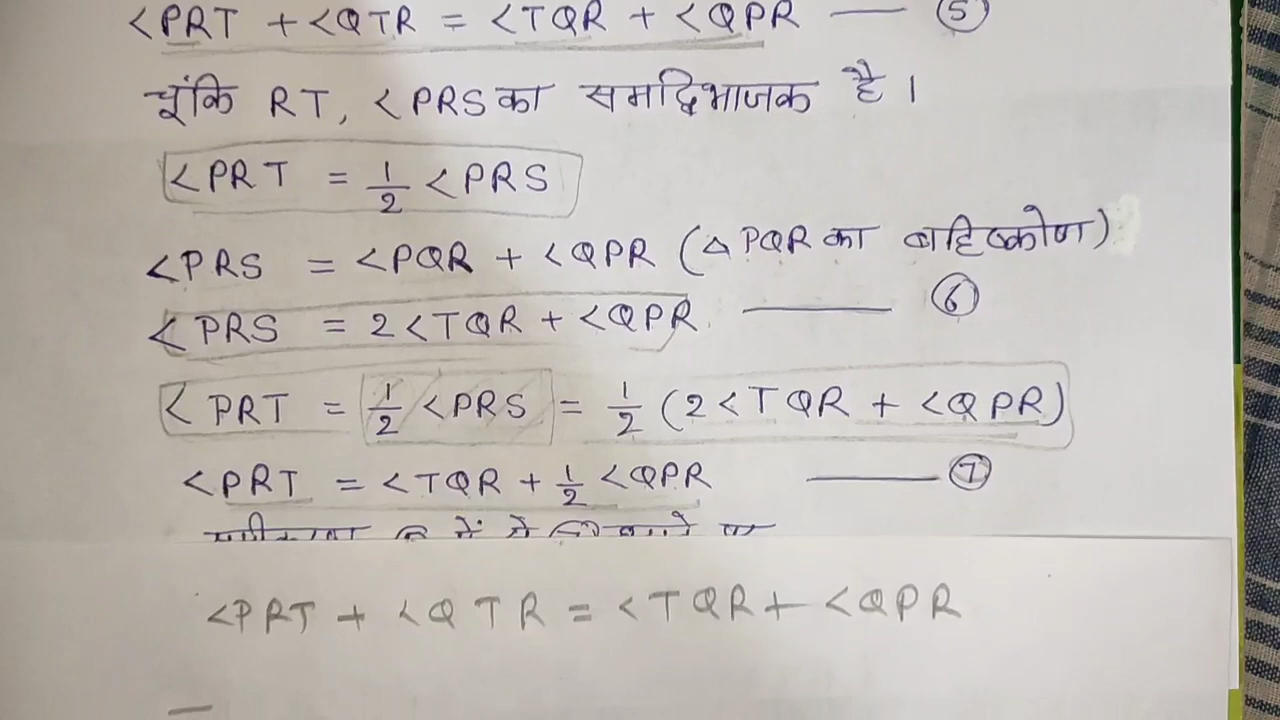 <PRT + <QTR = <TQR + <QPR —— (5)
चूंकि RT, <PRS का समद्विभाजक है।
<PRT = 1/2 <PRS
<PRS = <PQR + <QPR (△PQR का बहिष्कोण)
<PRS = 2<TQR + <QPR. —— (6)
<PRT = 1/2 <PRS = 1/2 (2<TQR + <QPR)
<PRT = <TQR + 1/2 <QPR —— (7)
<PRT + <QTR = <TQR + <QPR